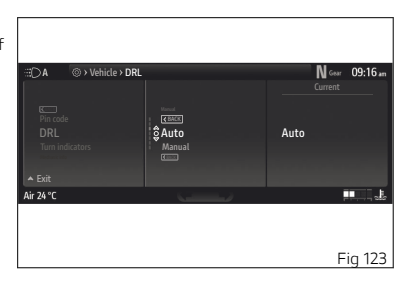 f
A Vehicle > DRL N Gear 09:16 am
Current
Pin code
DRL
Turn indicators
Exit
Manual
BACK
Auto
Manual
Auto
Air 24 °C
Fig 123